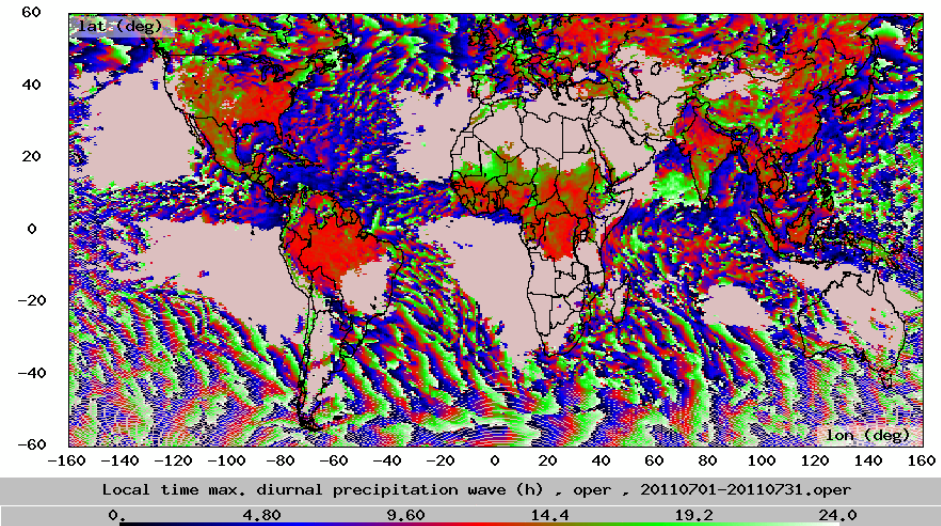 60
lat (deg)
40
20
0
-20
-40
-60
lon (deg)
-160 -140 -120 -100 -80 -60 -40 -20 0 20 40 60 80 100 120 140 160
Local time max. diurnal precipitation wave (h) , oper , 20110701-20110731.oper
0. 4.80 9.60 14.4 19.2 24.0